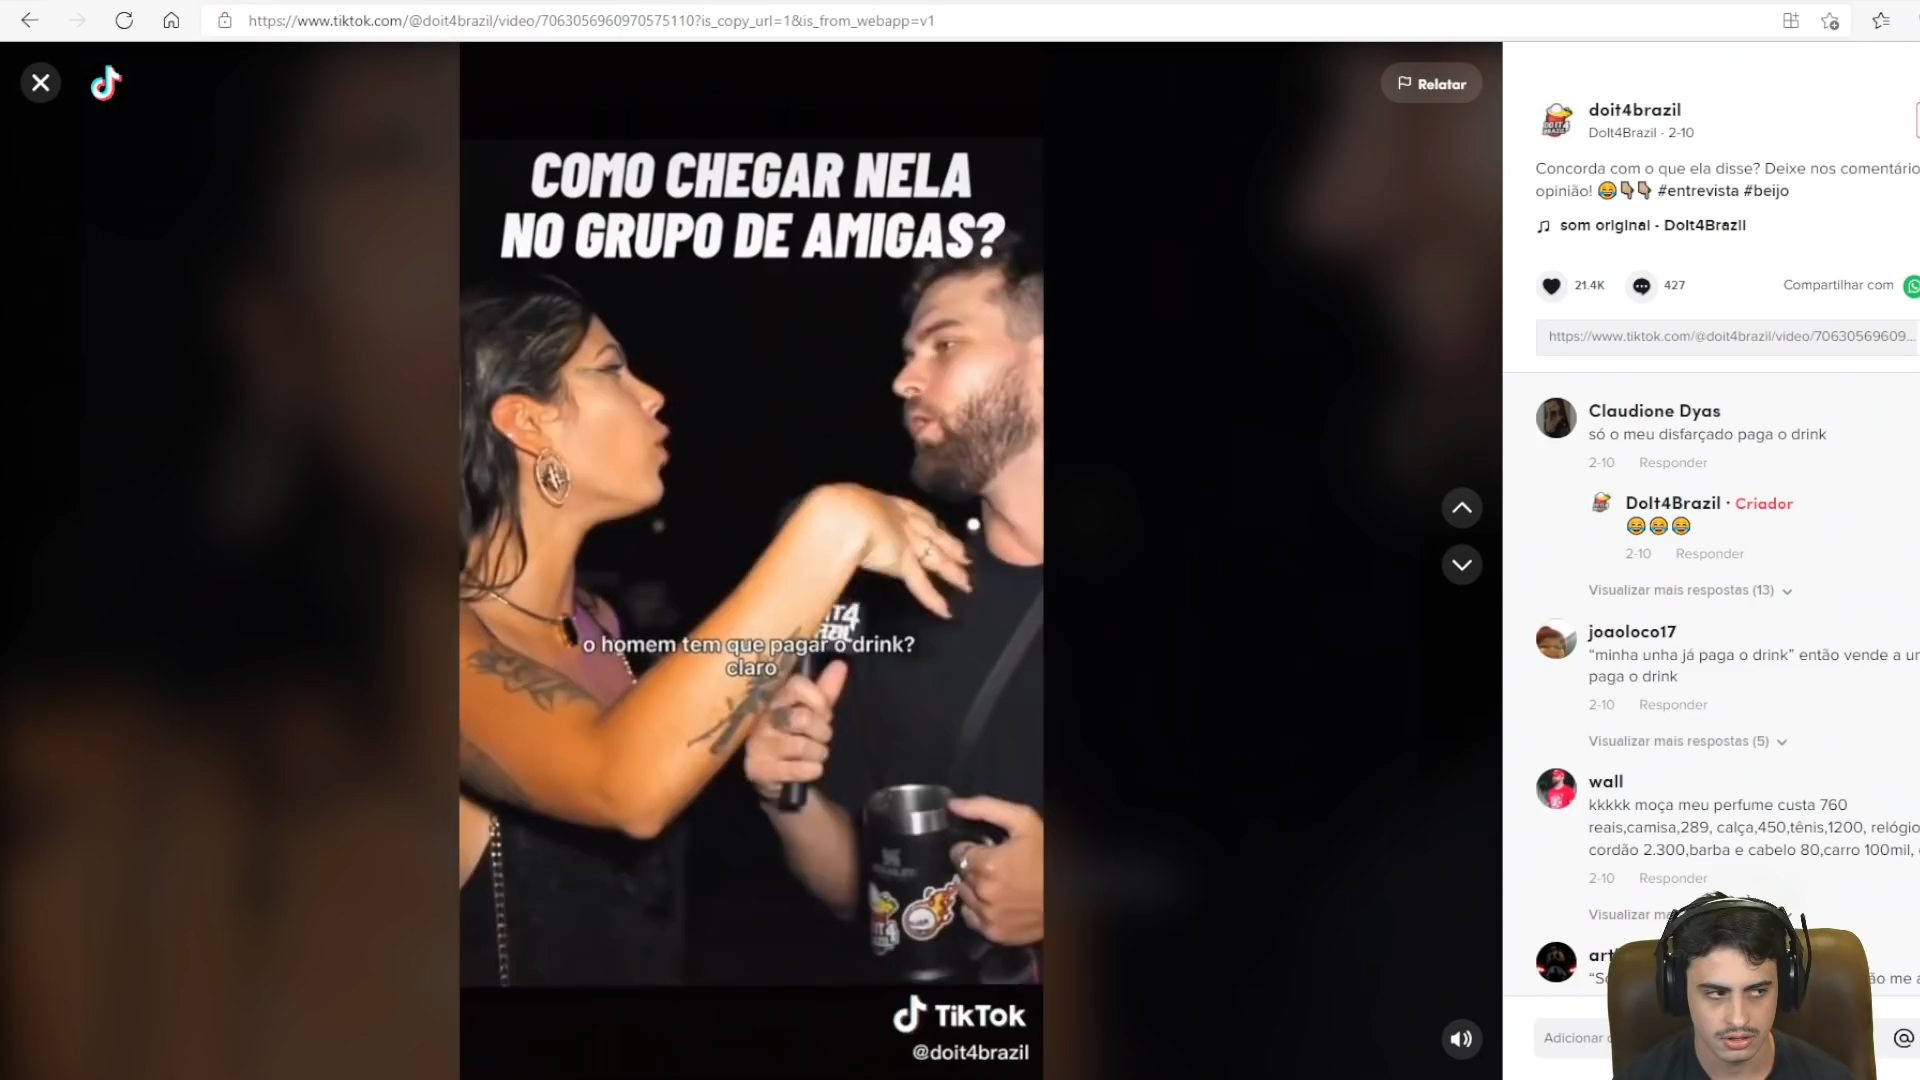 https://www.tiktok.com/@doit4brazil/video/7063056960970575110?is_copy_url=1&is_from_webapp=v1
Relatar
COMO CHEGAR NELA
NO GRUPO DE AMIGAS?
o homem tem que pagar o drink?
claro
TikTok
@doit4brazil
doit4brazil
DoIt4Brazil · 2-10
Concorda com o que ela disse? Deixe nos comentário
opinião! 😂👇🏽👇🏽 #entrevista #beijo
som original - DoIt4Brazil
21.4K
427
Compartilhar com
https://www.tiktok.com/@doit4brazil/video/70630569609...
Claudione Dyas
só o meu disfarçado paga o drink
2-10 Responder
DoIt4Brazil · Criador
😂😂😂
2-10 Responder
Visualizar mais respostas (13)
joaoloco17
“minha unha já paga o drink” então vende a un
paga o drink
2-10 Responder
Visualizar mais respostas (5)
wall
kkkkk moça meu perfume custa 760
reais,camisa,289, calça,450,tênis,1200, relógio
cordão 2.300,barba e cabelo 80,carro 100mil,
2-10 Responder
Visualizar
Adicionar
@